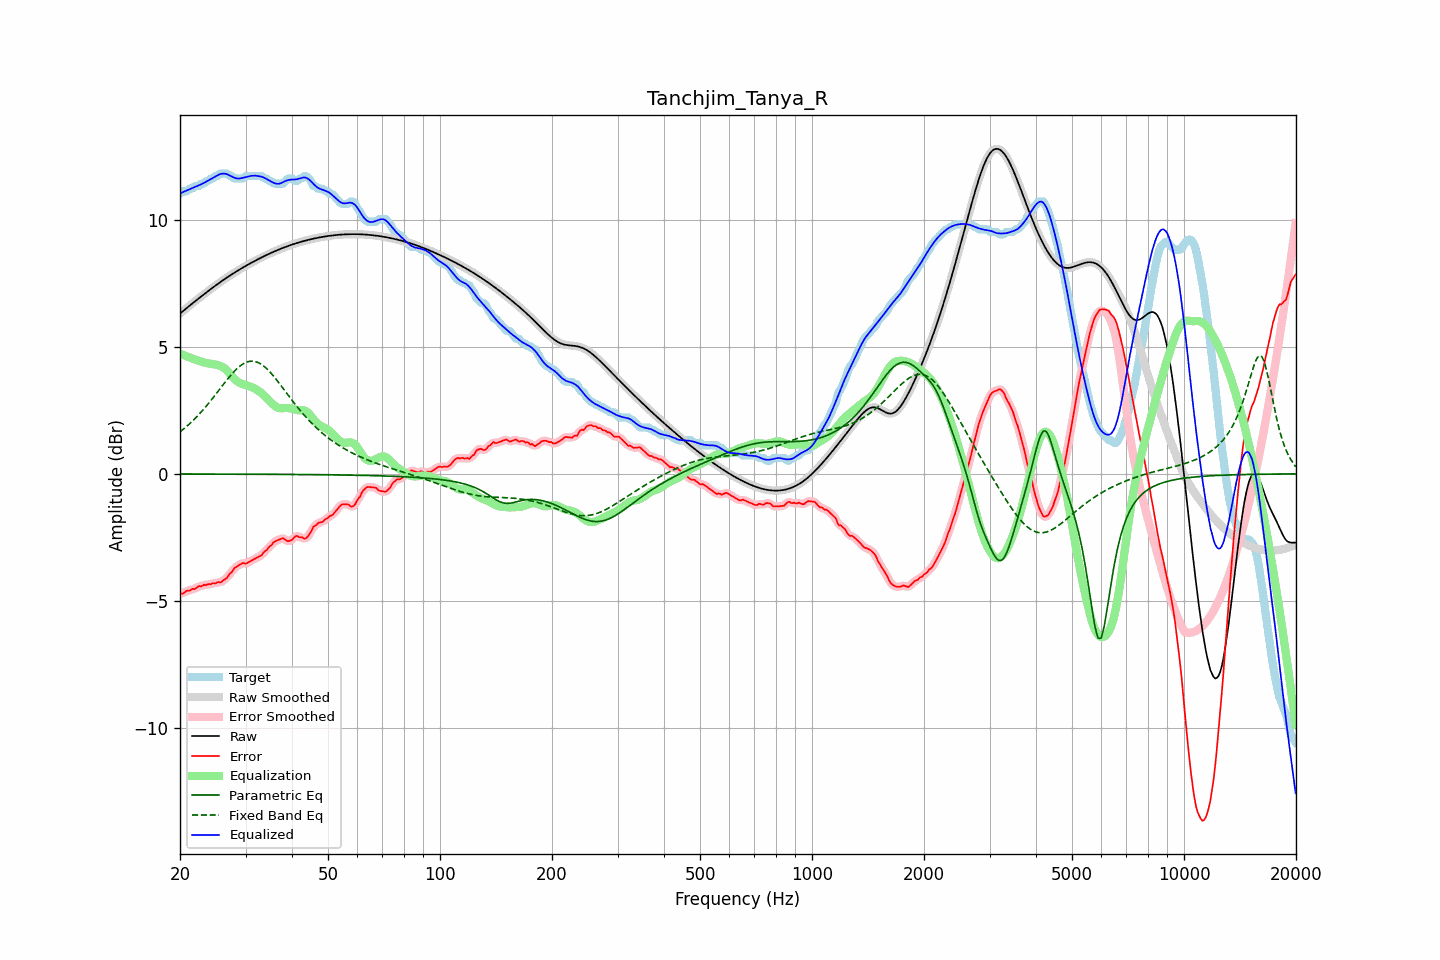 Tanchjim_Tanya_R
Amplitude (dBr)
10
5
0
−5
−10
Target
Raw Smoothed
Error Smoothed
Raw
Error
Equalization
Parametric Eq
Fixed Band Eq
Equalized
20 50 100 200 500 1000 2000 5000 10000 20000
Frequency (Hz)